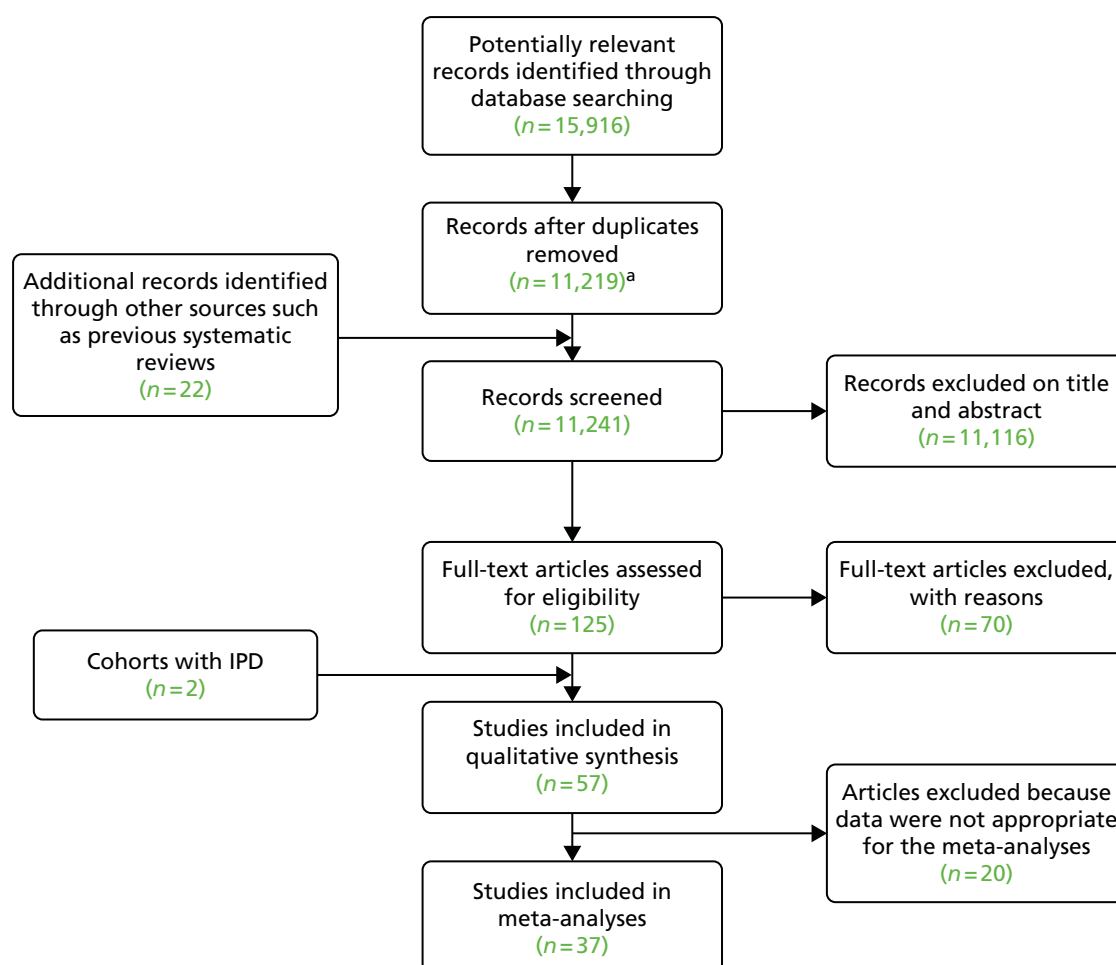 Potentially relevant
records identified through
database searching
(n=15,916)
Records after duplicates
removed
(n=11,219)a
Additional records identified
through other sources such
as previous systematic
reviews
(n=22)
Records screened
(n=11,241)
Records excluded on title
and abstract
(n=11,116)
Full-text articles assessed
for eligibility
(n=125)
Full-text articles excluded,
with reasons
(n=70)
Cohorts with IPD
(n=2)
Studies included in
qualitative synthesis
(n=57)
Articles excluded because
data were not appropriate
for the meta-analyses
(n=20)
Studies included in
meta-analyses
(n=37)